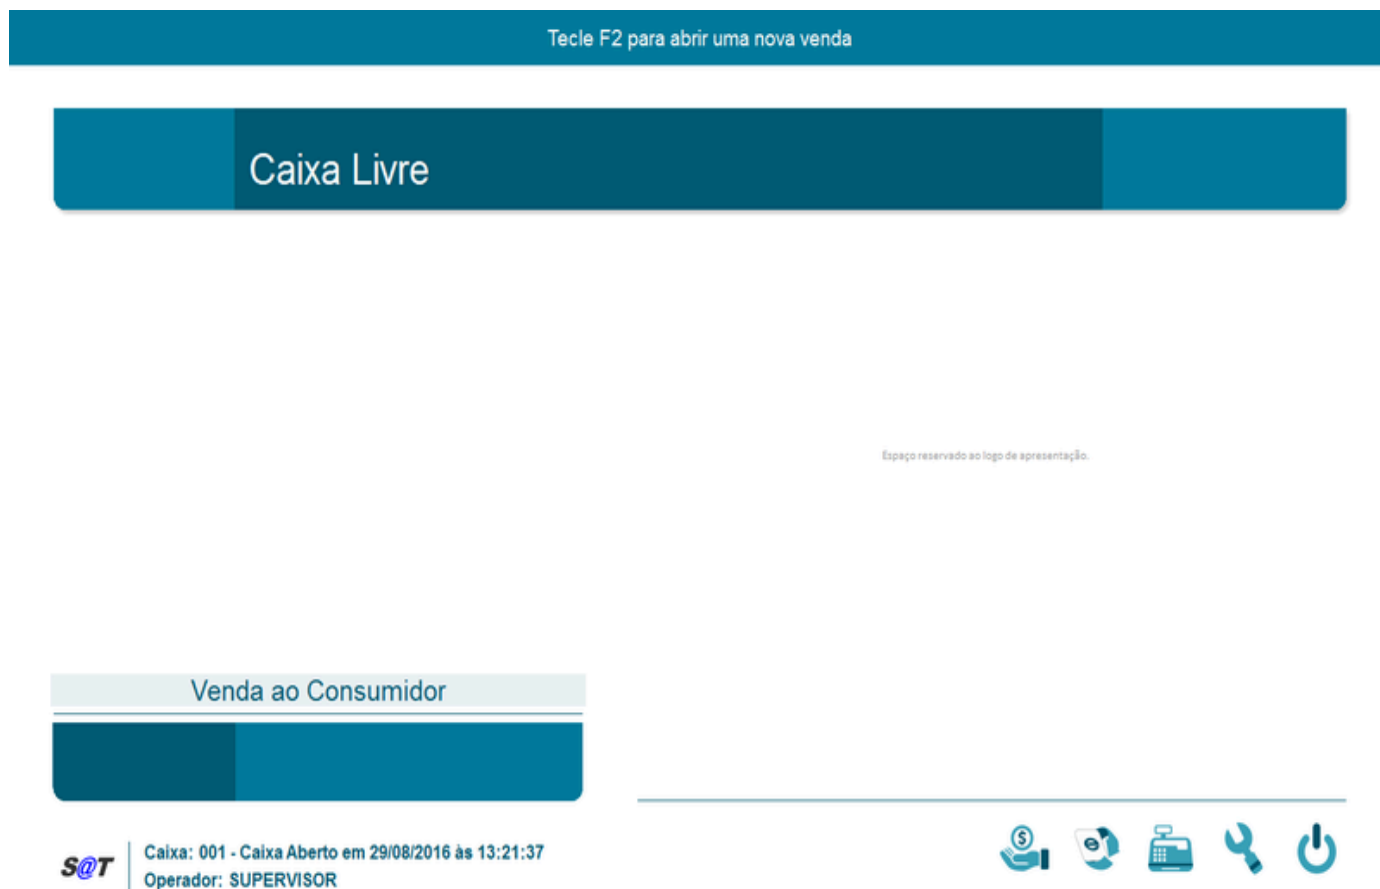 Tecle F2 para abrir uma nova venda
Caixa Livre
Espaço reservado ao logo de apresentação.
Venda ao Consumidor
S@T
Caixa: 001 - Caixa Aberto em 29/08/2016 às 13:21:37
Operador: SUPERVISOR